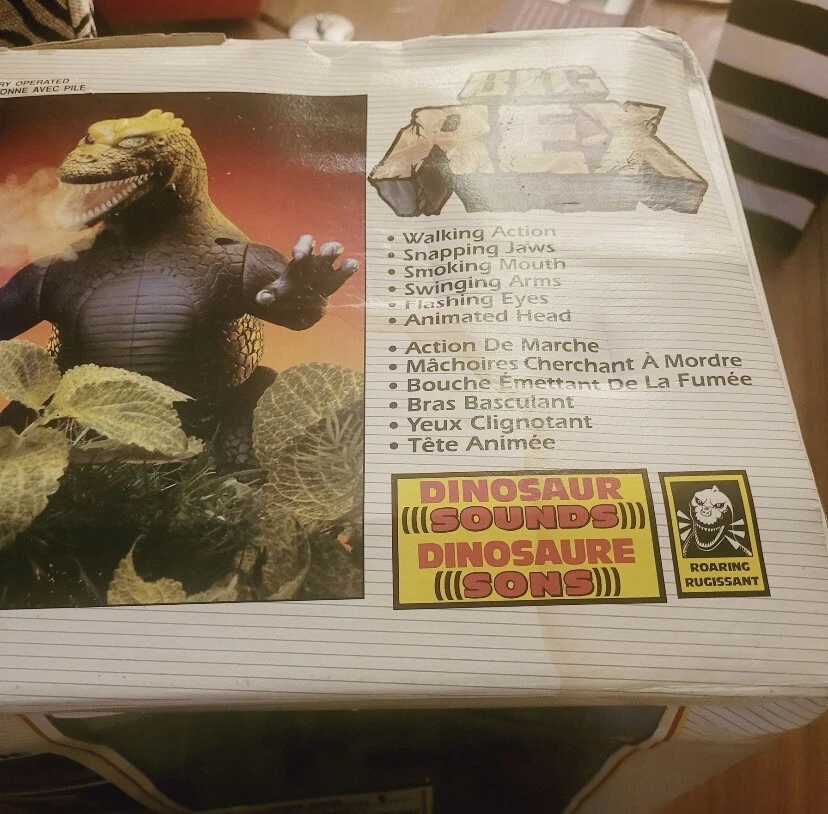 OPERATED
AVEC PILE
BIG
REX
• Walking Action
• Snapping Jaws
• Smoking Mouth
• Swinging Arms
• Flashing Eyes
• Animated Head
• Action De Marche
• Mâchoires Cherchant À Mordre
• Bouche Émettant De La Fumée
• Bras Basculant
• Yeux Clignotant
• Tête Animée
DINOSAUR
(((SOUNDS)))
DINOSAURE
(((SONS)))
ROARING
RUGISSANT